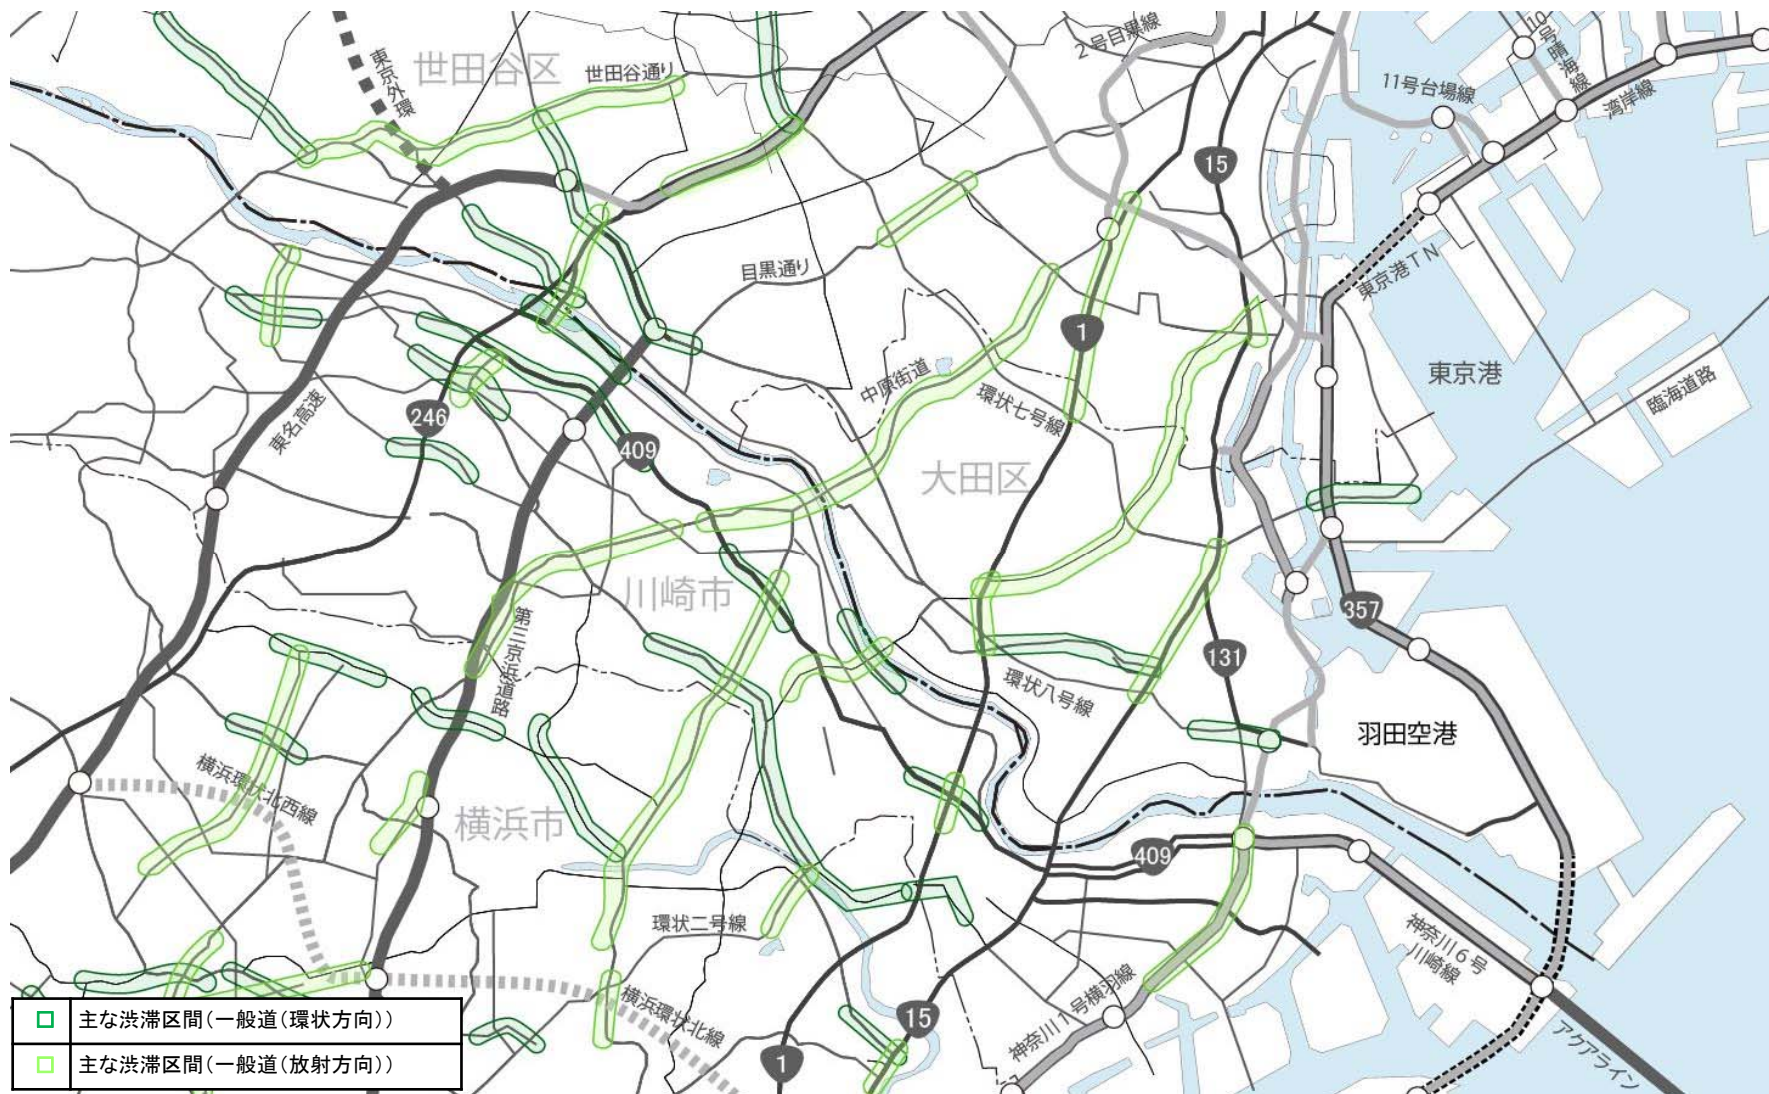 東京外環
世田谷区
世田谷通り
2号目黒線
10号晴海線
11号台場線
湾岸線
15
目黒通り
東京港TN
1
中原街道
環状七号線
東京港
臨海道路
246
東名高速
409
大田区
川崎市
第三京浜道路
357
131
環状八号線
羽田空港
横浜環状北西線
横浜市
409
環状二号線
神奈川6号
川崎線
横浜環状北線
神奈川1号横羽線
15
1
アクアライン
主な渋滞区間(一般道(環状方向))
主な渋滞区間(一般道(放射方向))